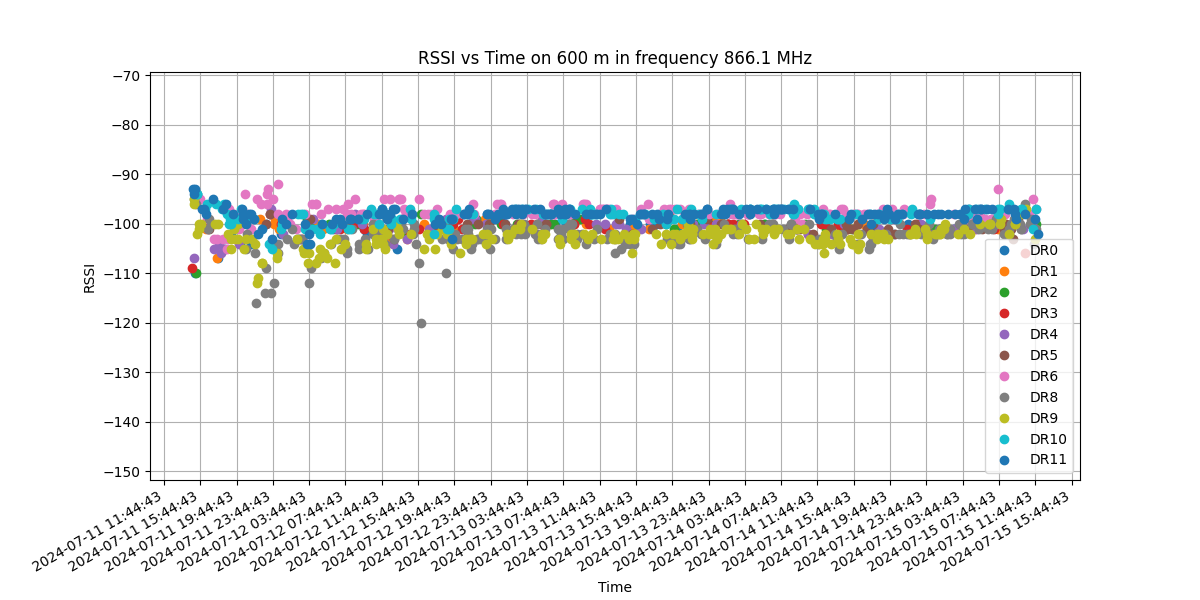 RSSI vs Time on 600 m in frequency 866.1 MHz
−70
−80
−90
−100
−110
−120
−130
−140
−150
RSSI
DR0
DR1
DR2
DR3
DR4
DR5
DR6
DR8
DR9
DR10
DR11
2024-07-11 11:44:43
2024-07-11 15:44:43
2024-07-11 19:44:43
2024-07-11 23:44:43
2024-07-12 03:44:43
2024-07-12 07:44:43
2024-07-12 11:44:43
2024-07-12 15:44:43
2024-07-12 19:44:43
2024-07-12 23:44:43
2024-07-13 03:44:43
2024-07-13 07:44:43
2024-07-13 11:44:43
2024-07-13 15:44:43
2024-07-13 19:44:43
2024-07-13 23:44:43
2024-07-14 03:44:43
2024-07-14 07:44:43
2024-07-14 11:44:43
2024-07-14 15:44:43
2024-07-14 19:44:43
2024-07-14 23:44:43
2024-07-15 03:44:43
2024-07-15 07:44:43
2024-07-15 11:44:43
2024-07-15 15:44:43
Time